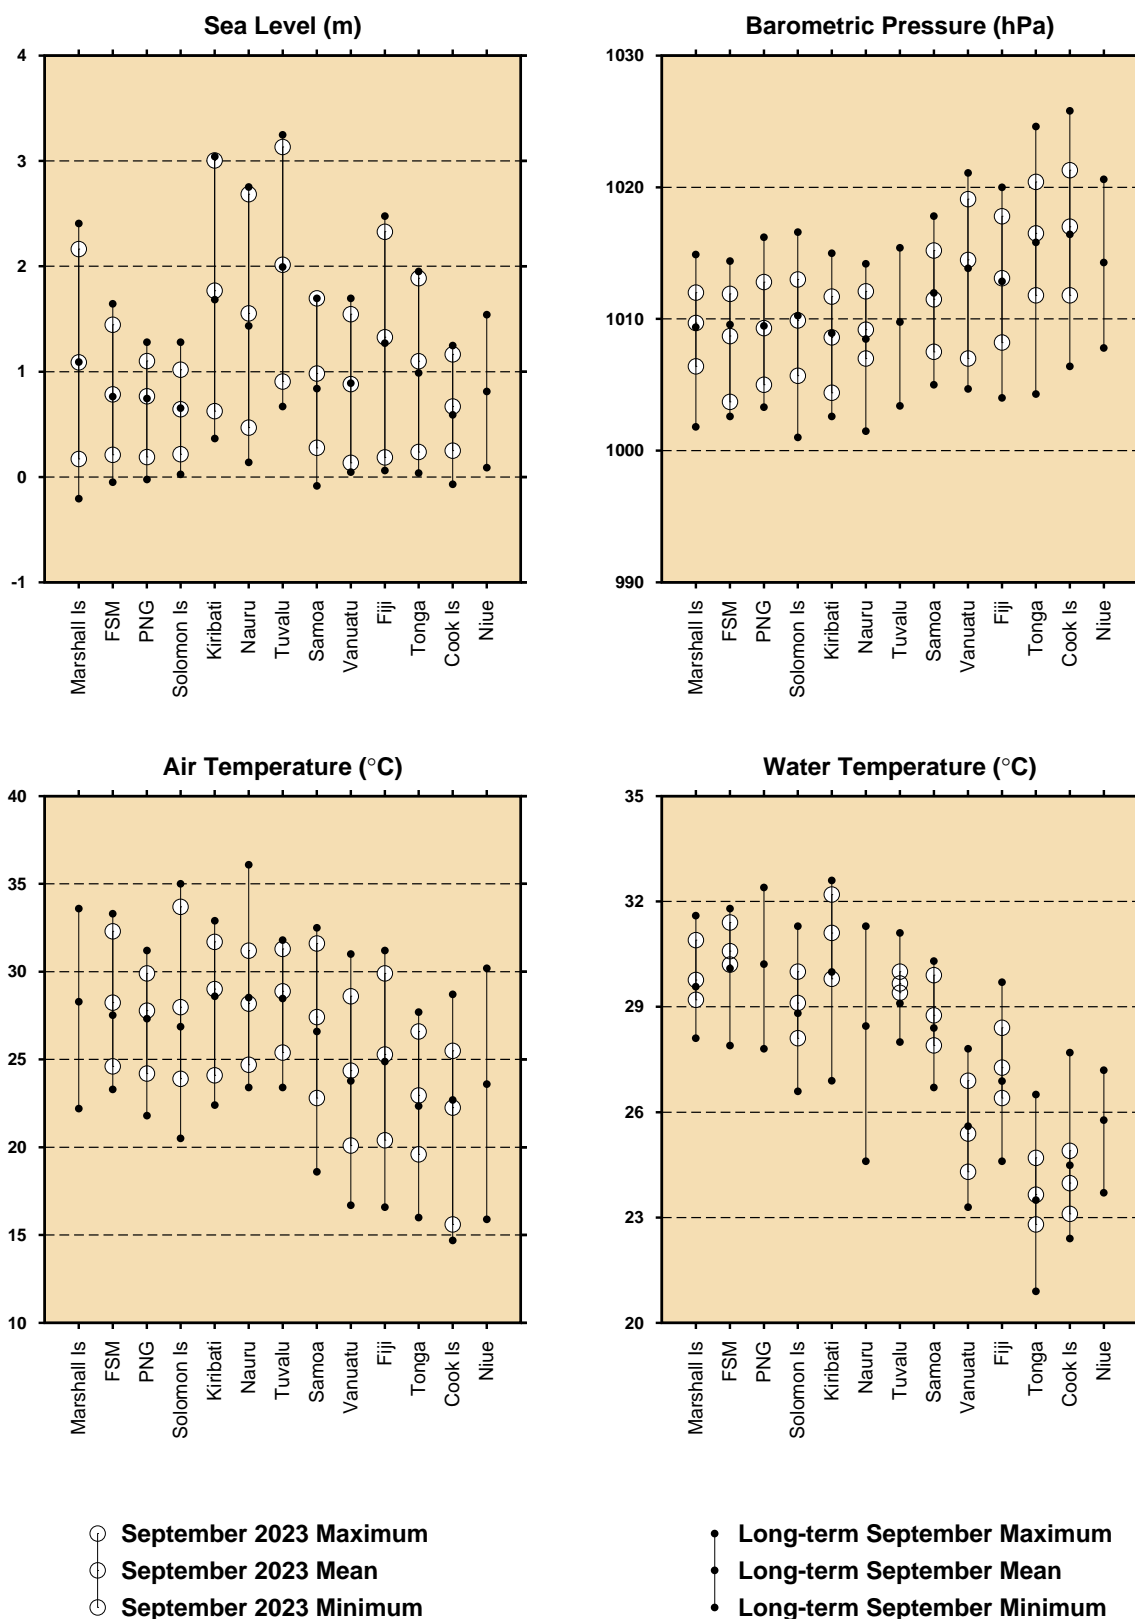 Sea Level (m)
4
3
2
1
0
-1
Marshall Is
FSM
PNG
Solomon Is
Kiribati
Nauru
Tuvalu
Samoa
Vanuatu
Fiji
Tonga
Cook Is
Niue
Barometric Pressure (hPa)
1030
1020
1010
1000
990
Marshall Is
FSM
PNG
Solomon Is
Kiribati
Nauru
Tuvalu
Samoa
Vanuatu
Fiji
Tonga
Cook Is
Niue
Air Temperature (°C)
40
35
30
25
20
15
10
Marshall Is
FSM
PNG
Solomon Is
Kiribati
Nauru
Tuvalu
Samoa
Vanuatu
Fiji
Tonga
Cook Is
Niue
Water Temperature (°C)
35
32
29
26
23
20
Marshall Is
FSM
PNG
Solomon Is
Kiribati
Nauru
Tuvalu
Samoa
Vanuatu
Fiji
Tonga
Cook Is
Niue
September 2023 Maximum
September 2023 Mean
September 2023 Minimum
Long-term September Maximum
Long-term September Mean
Long-term September Minimum